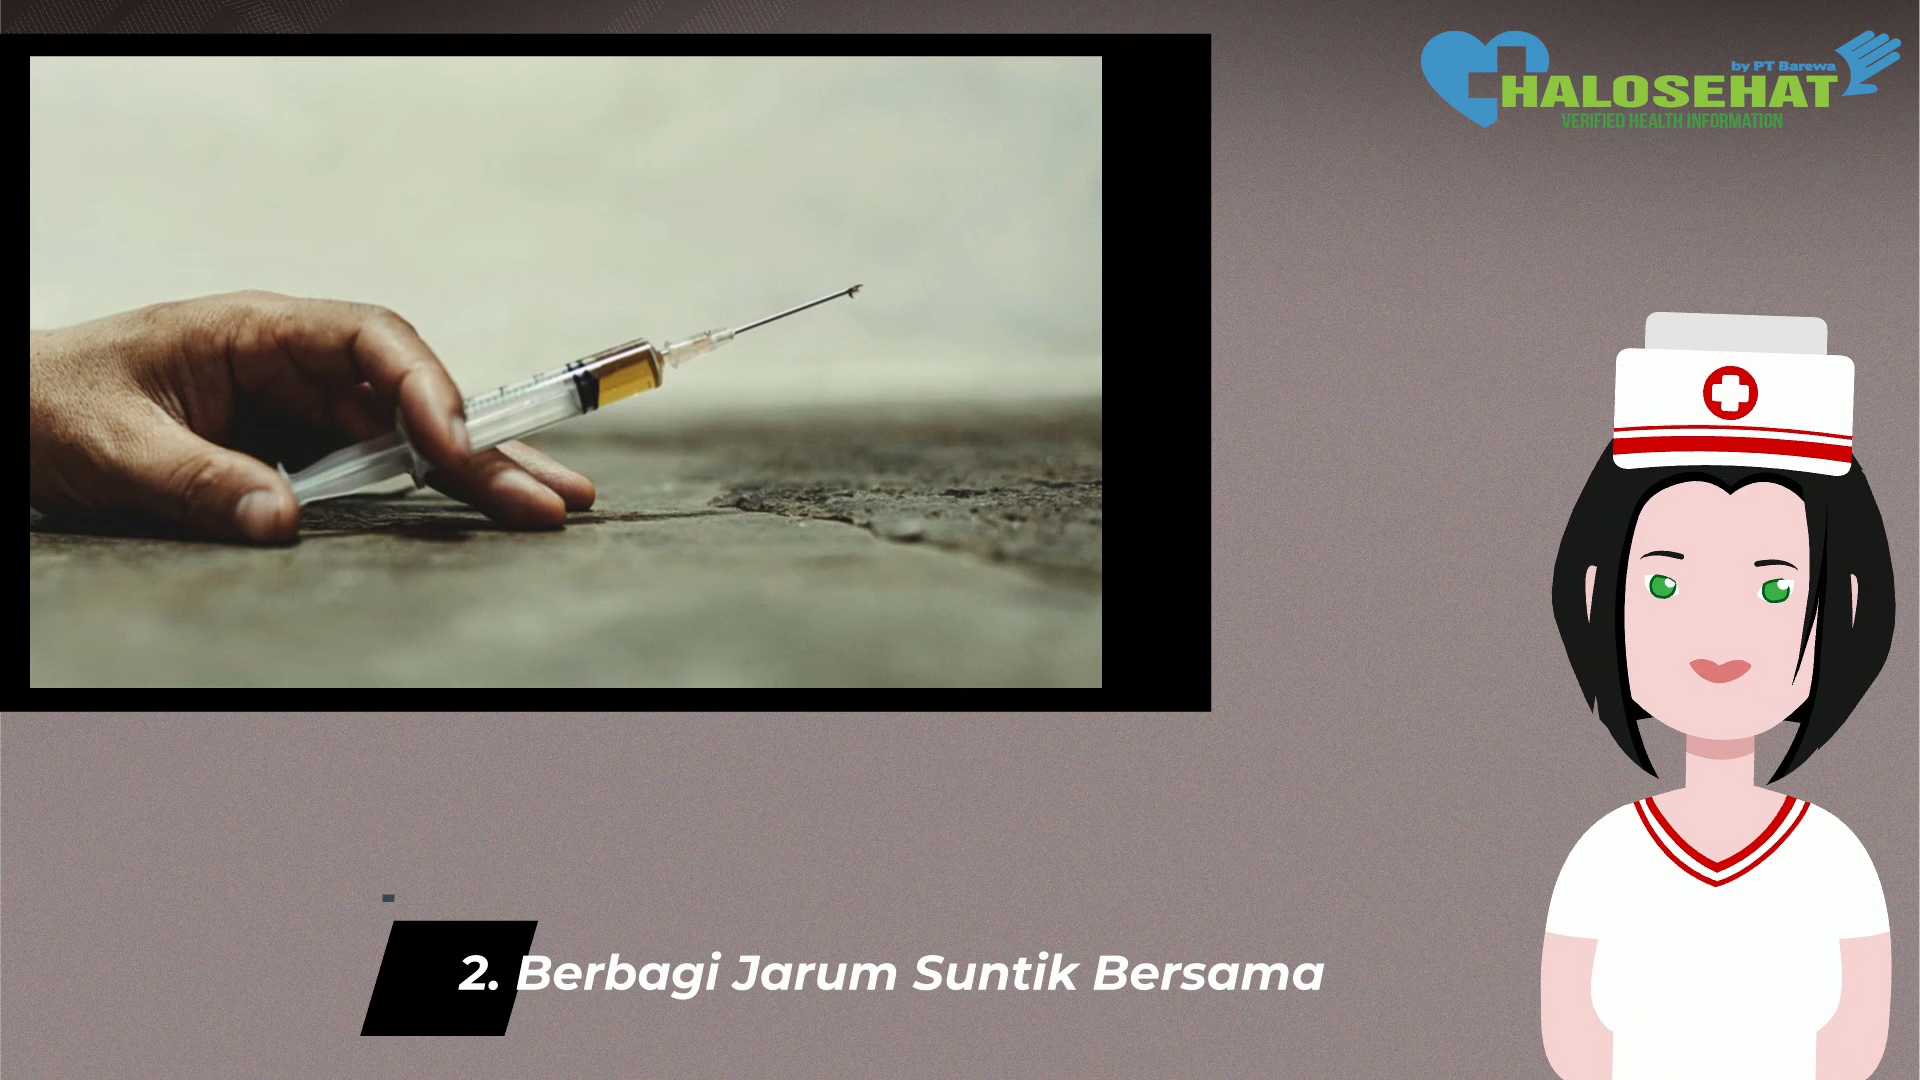 by PT Barewa
HALOSEHAT
VERIFIED HEALTH INFORMATION
2. Berbagi Jarum Suntik Bersama